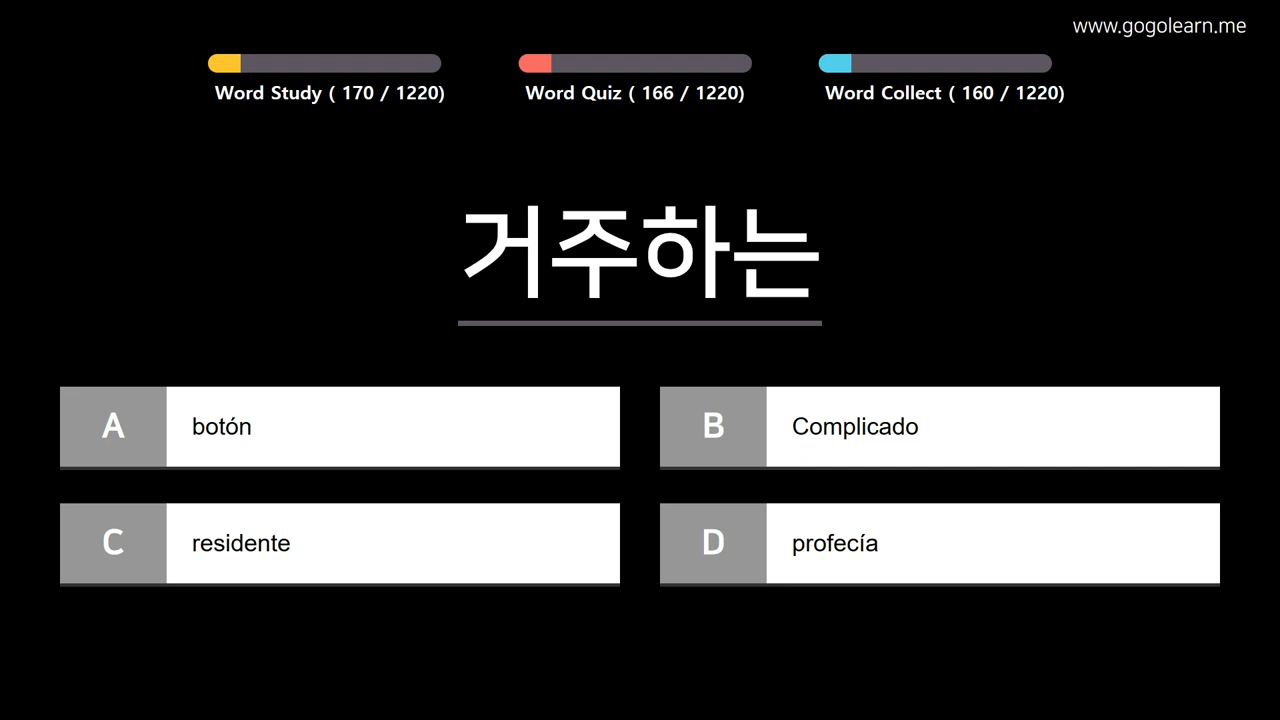 www.gogolearn.me
Word Study ( 170 / 1220)
Word Quiz ( 166 / 1220)
Word Collect ( 160 / 1220)
거주하는
A botón
B Complicado
C residente
D profecía